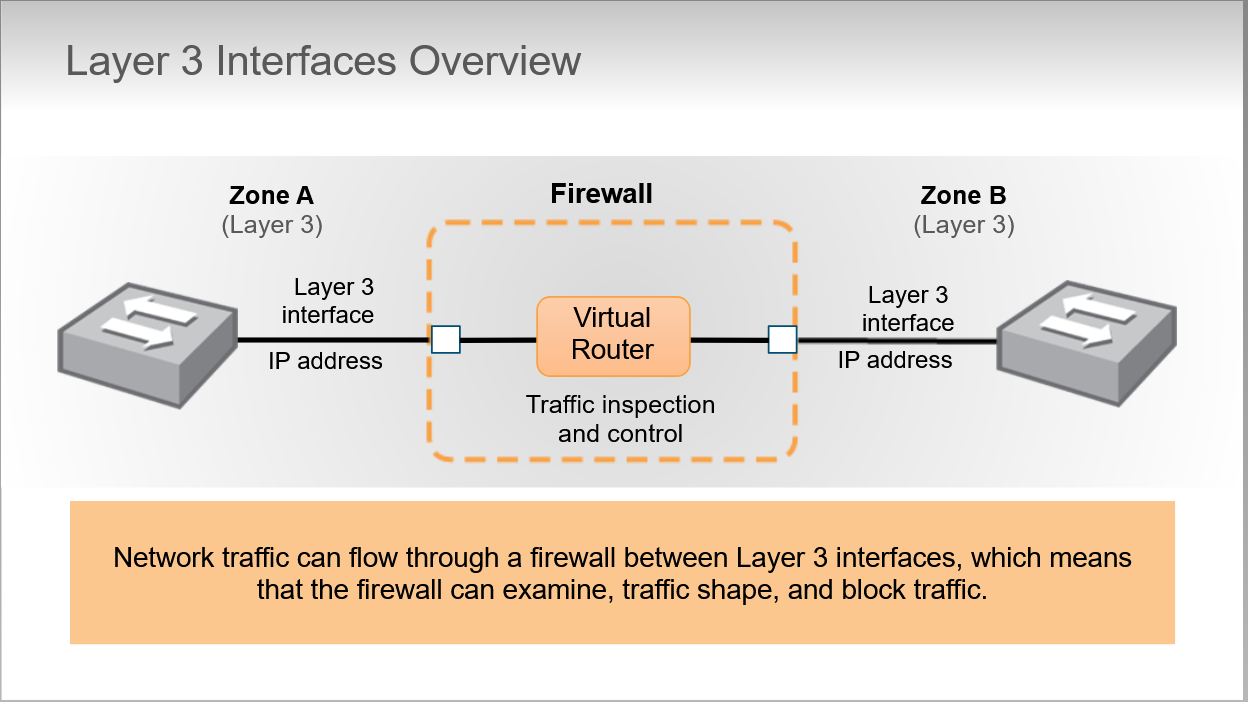 Layer 3 Interfaces Overview
Zone A
(Layer 3)
Firewall
Zone B
(Layer 3)
Layer 3
interface
IP address
Virtual
Router
Traffic inspection
and control
Layer 3
interface
IP address
Network traffic can flow through a firewall between Layer 3 interfaces, which means
that the firewall can examine, traffic shape, and block traffic.